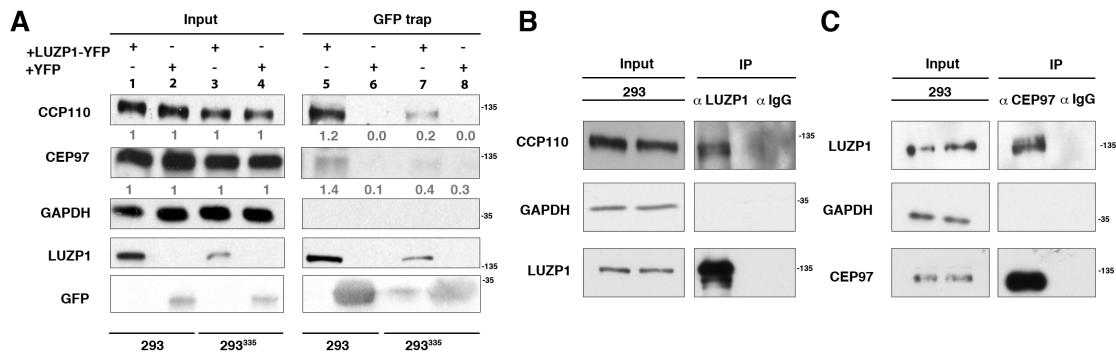 A
Input
GFP trap
+LUZP1-YFP + - + - + - + -
+YFP - + - + - + - +
1 2 3 4 5 6 7 8
CCP110 -135
1 1 1 1 1.2 0.0 0.2 0.0
CEP97 -135
1 1 1 1 1.4 0.1 0.4 0.3
GAPDH -35
LUZP1 -135
GFP -35
293 293³³⁵ 293 293³³⁵
B
Input IP
293 α LUZP1 α IgG
CCP110 -135
GAPDH -35
LUZP1 -135
C
Input IP
293 α CEP97 α IgG
LUZP1 -135
GAPDH -35
CEP97 -135